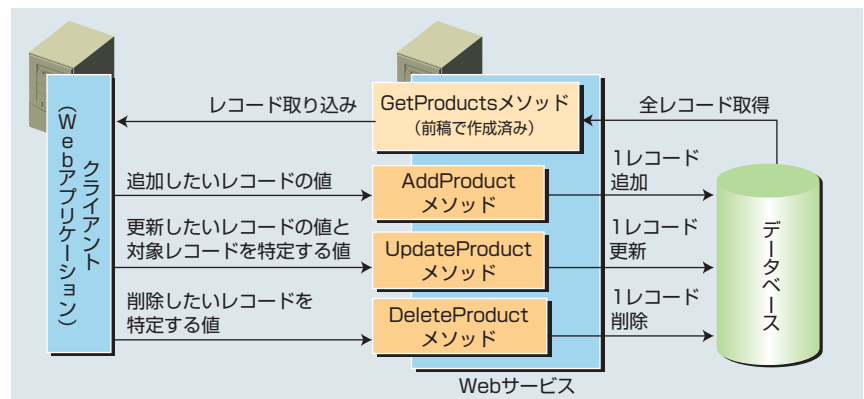 レコード取り込み
GetProductsメソッド
（前稿で作成済み）
全レコード取得
クライアント
（Webアプリケーション）
追加したいレコードの値
AddProduct
メソッド
1レコード
追加
更新したいレコードの値と
対象レコードを特定する値
UpdateProduct
メソッド
1レコード
更新
削除したいレコードを
特定する値
DeleteProduct
メソッド
1レコード
削除
データベース
Webサービス